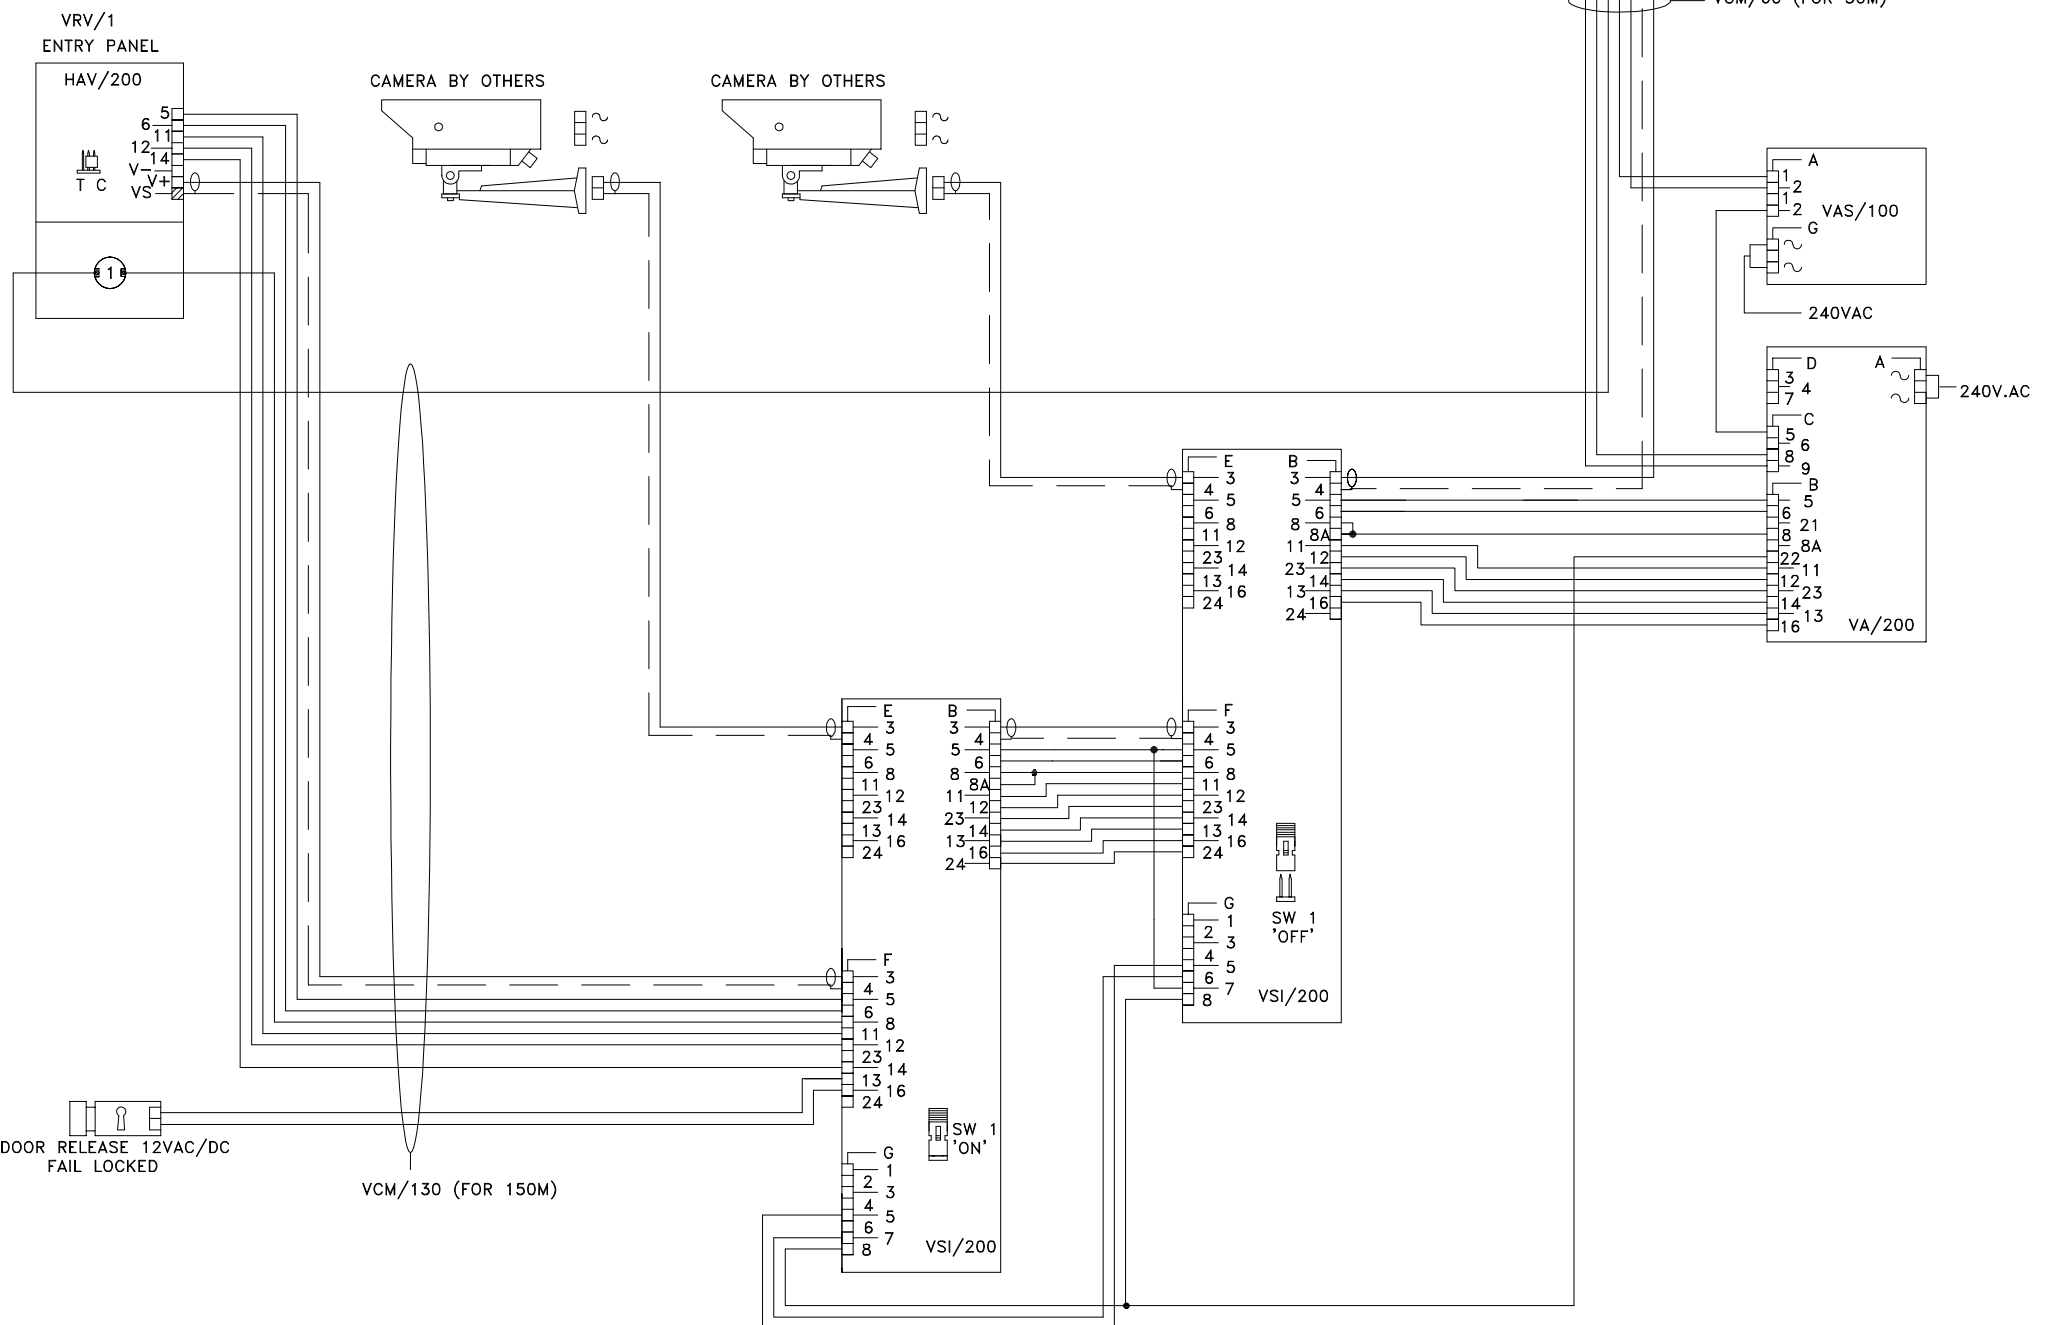 VRV/1
ENTRY PANEL
HAV/200
5
6
11
12
14
V-
V+
VS
T C
1
CAMERA BY OTHERS
CAMERA BY OTHERS
A
1
2
1
2
VAS/100
G
240VAC
D
A
3
4
7
240V.AC
C
5
6
8
9
B
5
6
21
8
8A
22
11
12
23
14
13
16
VA/200
E
3
4
5
6
8
11
12
23
14
13
16
24
B
3
4
5
6
8
8A
11
12
23
14
13
16
24
F
3
4
5
6
8
11
12
23
14
13
16
24
SW 1
'OFF'
G
1
2
3
4
5
6
7
8
VSI/200
E
3
4
5
6
8
11
12
23
14
13
16
24
B
3
4
5
6
8
8A
11
12
23
14
13
16
24
F
3
4
5
6
8
11
12
23
14
13
16
24
SW 1
'ON'
G
1
2
3
4
5
6
7
8
VSI/200
DOOR RELEASE 12VAC/DC
FAIL LOCKED
VCM/130 (FOR 150M)